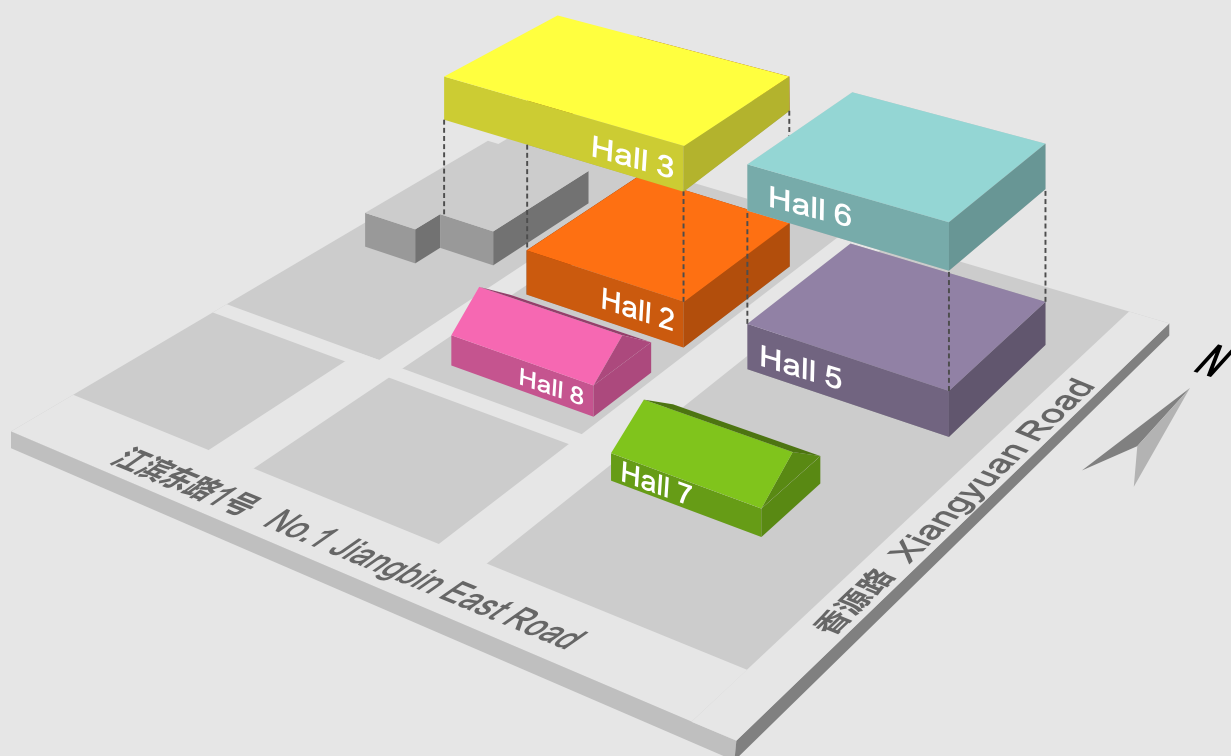 Hall 3
Hall 6
Hall 2
Hall 5
N
Hall 8
Hall 7
江滨东路1号 No.1 Jiangbin East Road
香源路 Xiangyuan Road